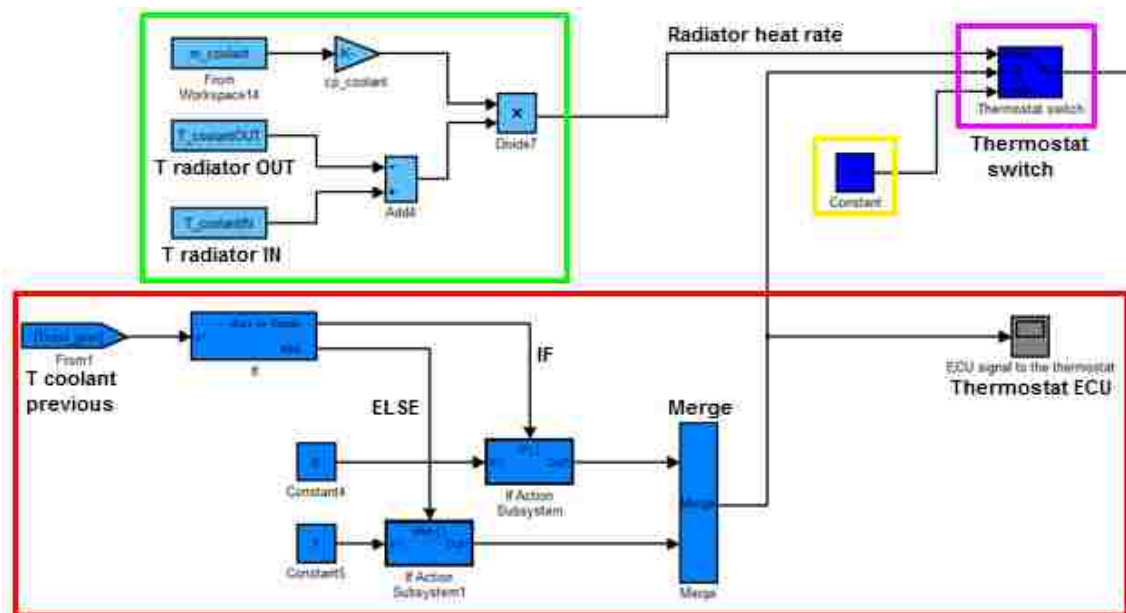 Radiator heat rate
m_coolant
From
Workspace14
cp_coolant
T_coolantOUT
T radiator OUT
Divide7
Add4
T_coolantIN
T radiator IN
Thermostat switch
Thermostat
switch
Constant
From1
T coolant
previous
If
IF
ELSE
ECU signal to the thermostat
Thermostat ECU
Merge
Constant4
If Action
Subsystem
Constant5
If Action
Subsystem1
Merge
Merge